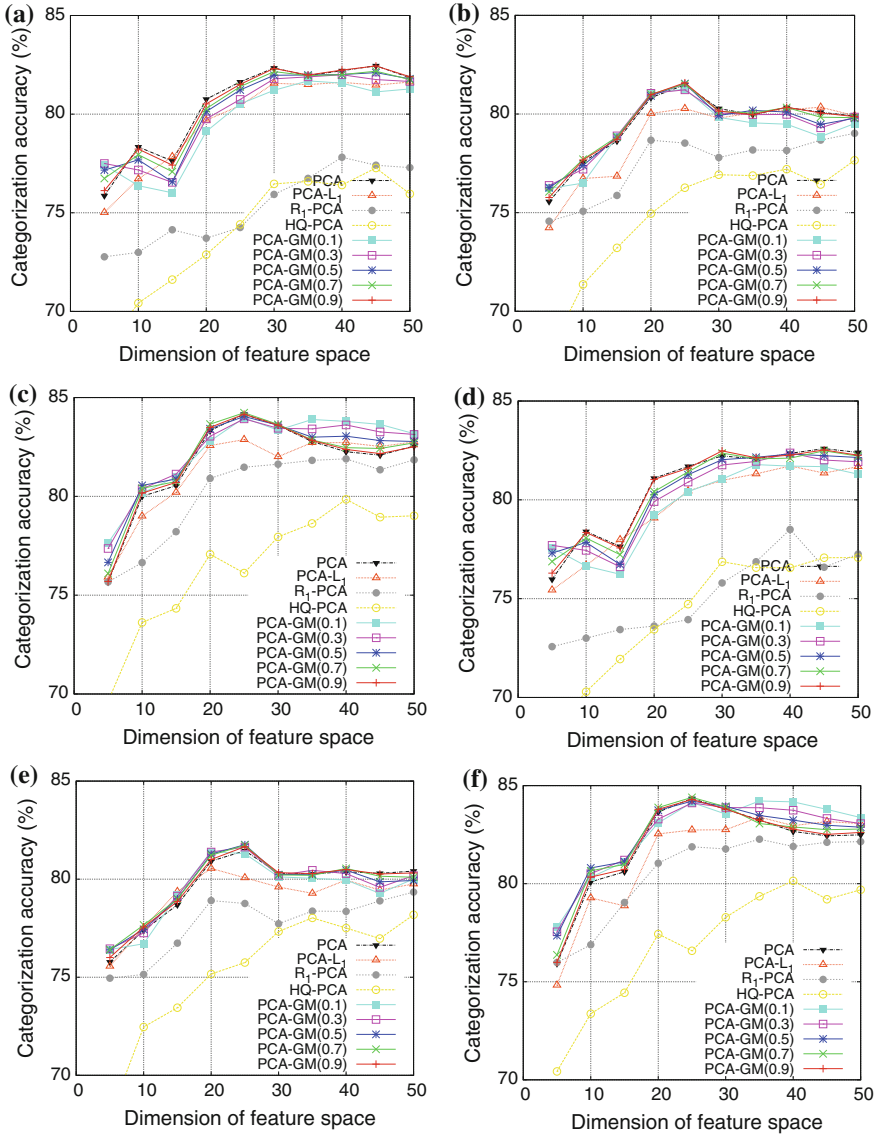 (a)
Categorization accuracy (%)
85
80
75
70
0 10 20 30 40 50
Dimension of feature space
PCA
PCA-L1
R1-PCA
HQ-PCA
PCA-GM(0.1)
PCA-GM(0.3)
PCA-GM(0.5)
PCA-GM(0.7)
PCA-GM(0.9)
(b)
Categorization accuracy (%)
85
80
75
70
0 10 20 30 40 50
Dimension of feature space
PCA
PCA-L1
R1-PCA
HQ-PCA
PCA-GM(0.1)
PCA-GM(0.3)
PCA-GM(0.5)
PCA-GM(0.7)
PCA-GM(0.9)
(c)
Categorization accuracy (%)
85
80
75
70
0 10 20 30 40 50
Dimension of feature space
PCA
PCA-L1
R1-PCA
HQ-PCA
PCA-GM(0.1)
PCA-GM(0.3)
PCA-GM(0.5)
PCA-GM(0.7)
PCA-GM(0.9)
(d)
Categorization accuracy (%)
85
80
75
70
0 10 20 30 40 50
Dimension of feature space
PCA
PCA-L1
R1-PCA
HQ-PCA
PCA-GM(0.1)
PCA-GM(0.3)
PCA-GM(0.5)
PCA-GM(0.7)
PCA-GM(0.9)
(e)
Categorization accuracy (%)
85
80
75
70
0 10 20 30 40 50
Dimension of feature space
PCA
PCA-L1
R1-PCA
HQ-PCA
PCA-GM(0.1)
PCA-GM(0.3)
PCA-GM(0.5)
PCA-GM(0.7)
PCA-GM(0.9)
(f)
Categorization accuracy (%)
85
80
75
70
0 10 20 30 40 50
Dimension of feature space
PCA
PCA-L1
R1-PCA
HQ-PCA
PCA-GM(0.1)
PCA-GM(0.3)
PCA-GM(0.5)
PCA-GM(0.7)
PCA-GM(0.9)